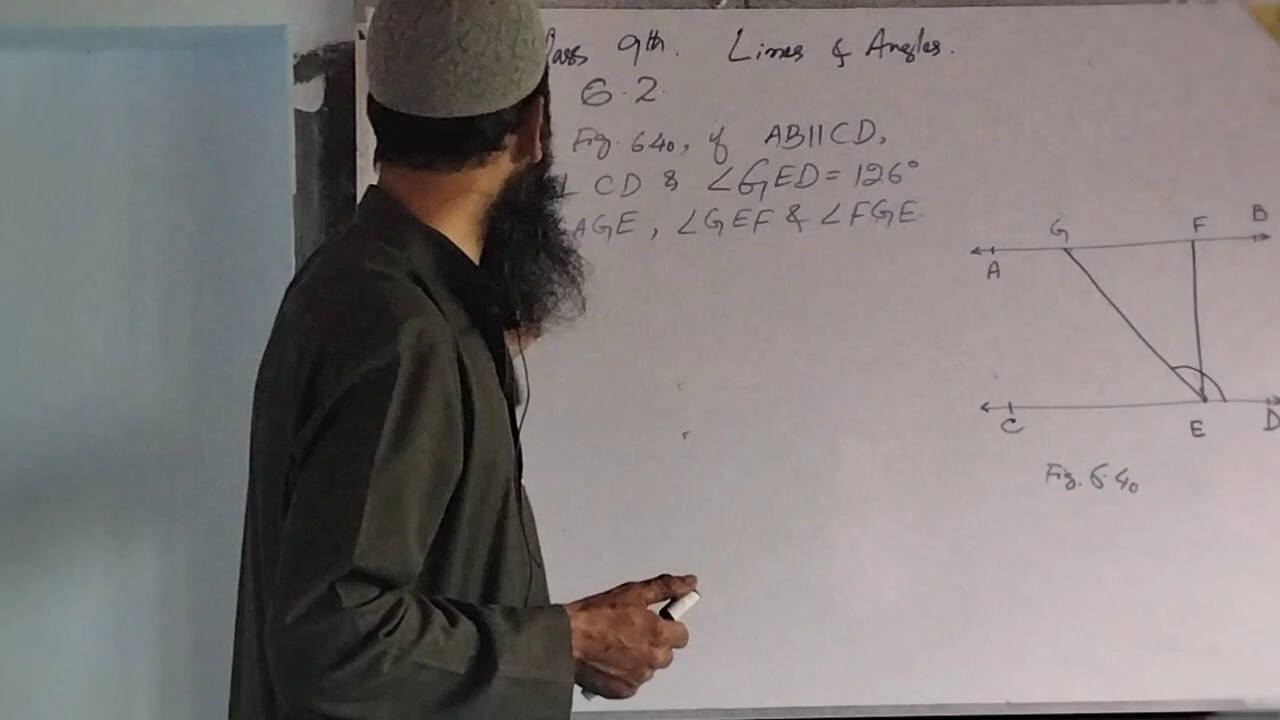 9th. Lines & Angles.
6.2.
Fig. 6.40, if AB||CD,
⊥ CD & ∠GED = 126°
AGE, ∠GEF & ∠FGE.
G F B
A
C E D
Fig. 6.40